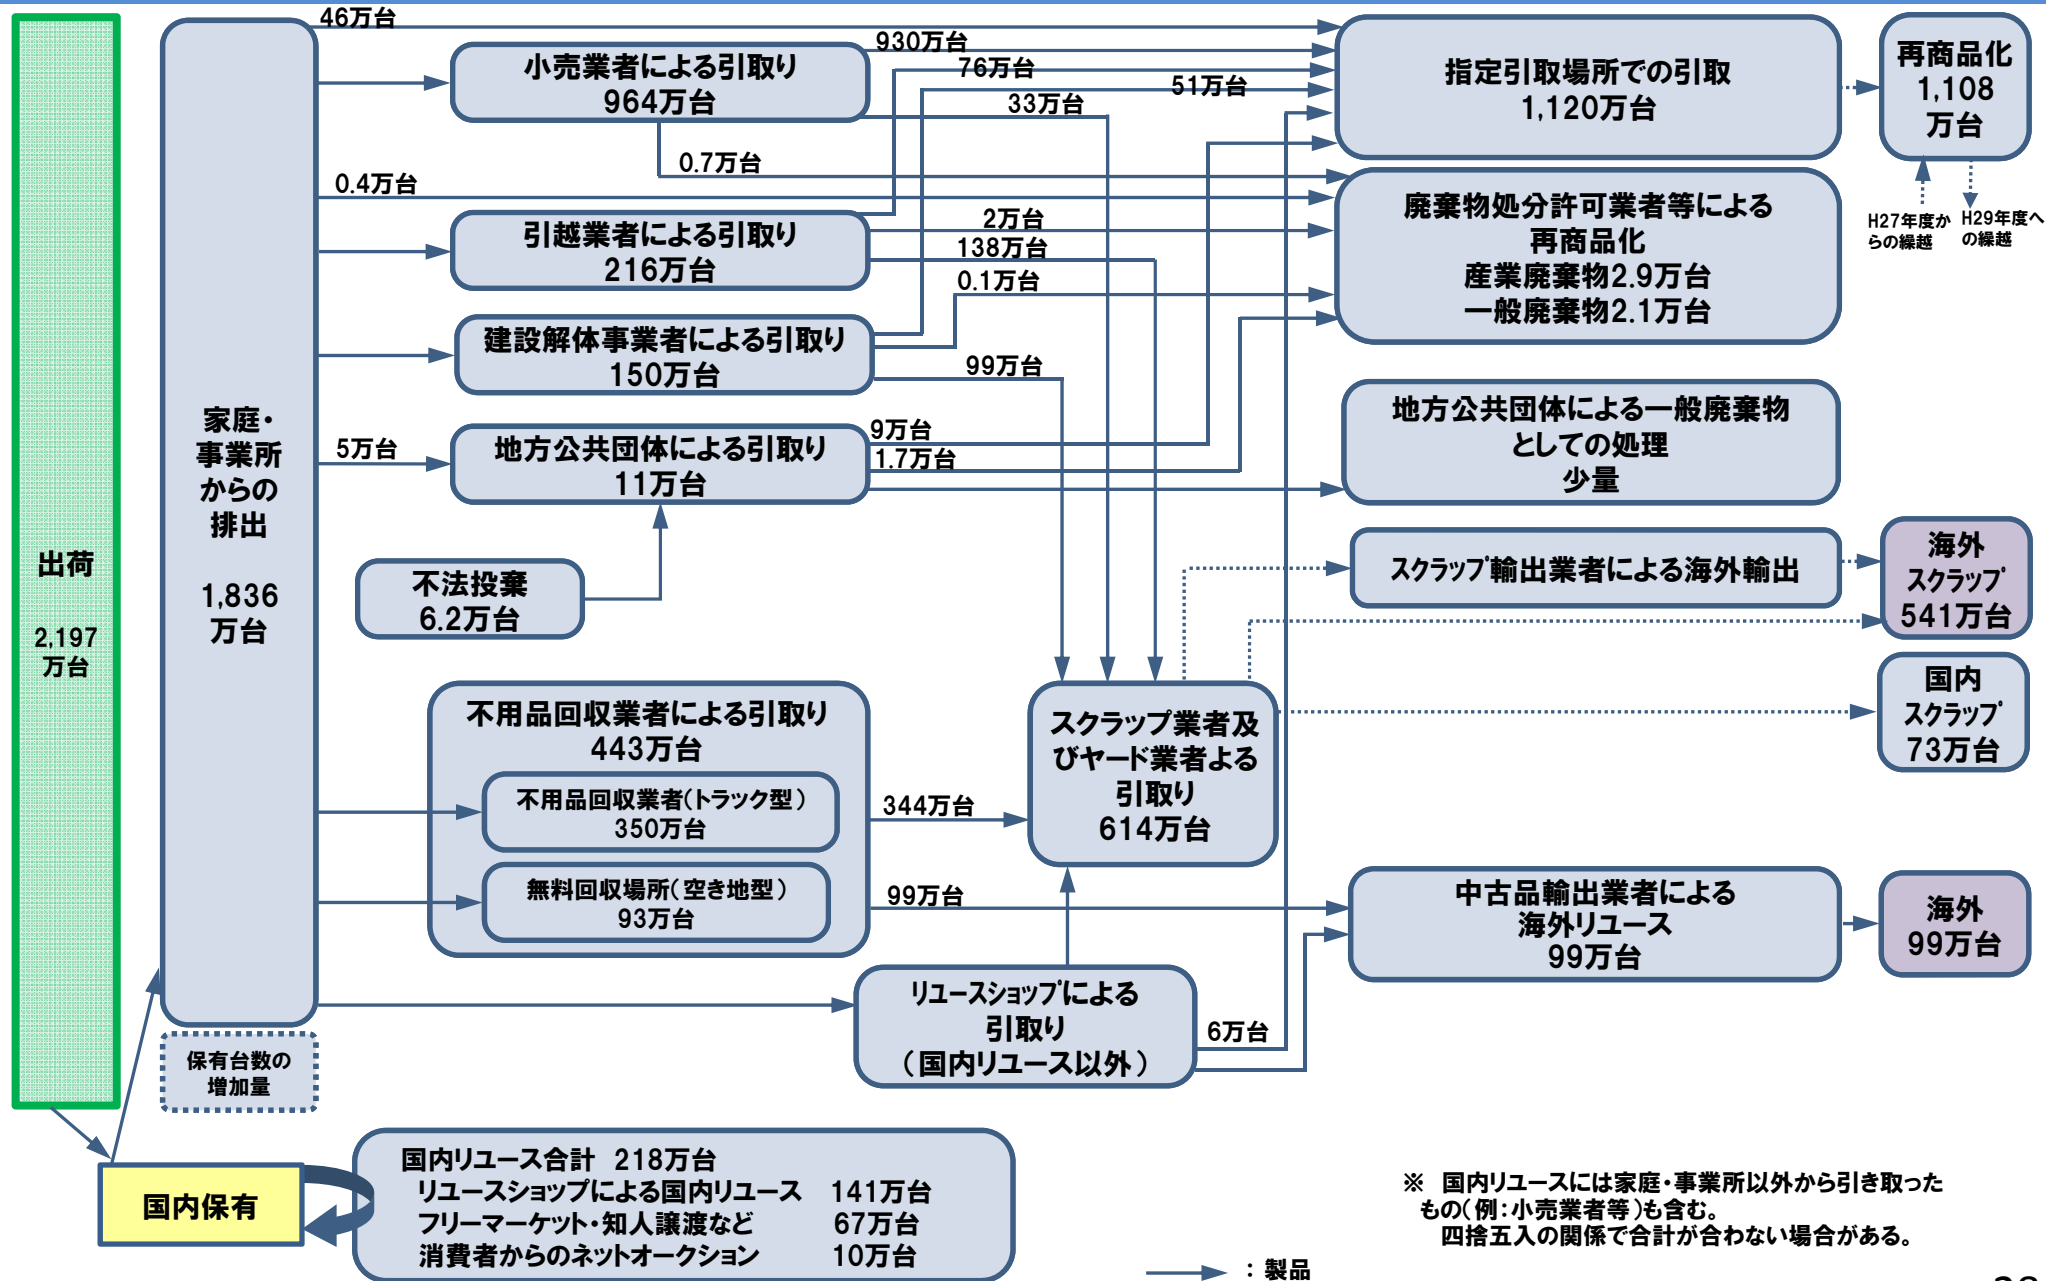 46万台
小売業者による引取り
964万台
930万台
76万台
51万台
33万台
0.7万台
指定引取場所での引取
1,120万台
再商品化
1,108
万台
H27年度か
らの繰越
H29年度へ
の繰越
0.4万台
引越業者による引取り
216万台
2万台
138万台
0.1万台
廃棄物処分許可業者等による
再商品化
産業廃棄物2.9万台
一般廃棄物2.1万台
建設解体事業者による引取り
150万台
99万台
家庭・
事業所
からの
排出
1,836
万台
5万台
地方公共団体による引取り
11万台
9万台
1.7万台
地方公共団体による一般廃棄物
としての処理
少量
出荷
2,197
万台
不法投棄
6.2万台
スクラップ輸出業者による海外輸出
海外
スクラップ
541万台
不用品回収業者による引取り
443万台
不用品回収業者(トラック型)
350万台
無料回収場所(空き地型)
93万台
344万台
99万台
スクラップ業者及
びヤード業者よる
引取り
614万台
国内
スクラップ
73万台
中古品輸出業者による
海外リユース
99万台
海外
99万台
リユースショップによる
引取り
(国内リユース以外)
6万台
保有台数の
増加量
国内保有
国内リユース合計 218万台
リユースショップによる国内リユース 141万台
フリーマーケット・知人譲渡など 67万台
消費者からのネットオークション 10万台
※ 国内リユースには家庭・事業所以外から引き取った
もの(例:小売業者等)も含む。
四捨五入の関係で合計が合わない場合がある。
:製品